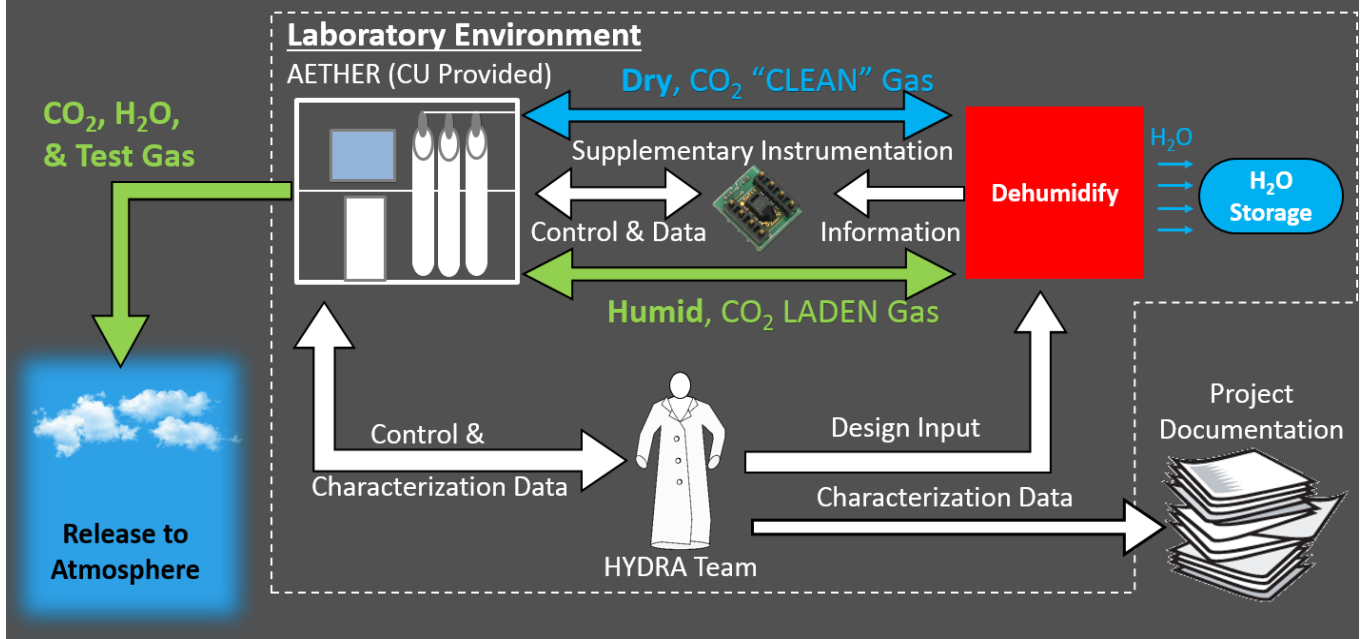 Laboratory Environment
AETHER (CU Provided)
Dry, CO₂ “CLEAN” Gas
CO₂, H₂O,
& Test Gas
Supplementary Instrumentation
H₂O
Dehumidify
H₂O
Storage
Control & Data
Information
Humid, CO₂ LADEN Gas
Project
Documentation
Control &
Characterization Data
Design Input
Characterization Data
Release to
Atmosphere
HYDRA Team